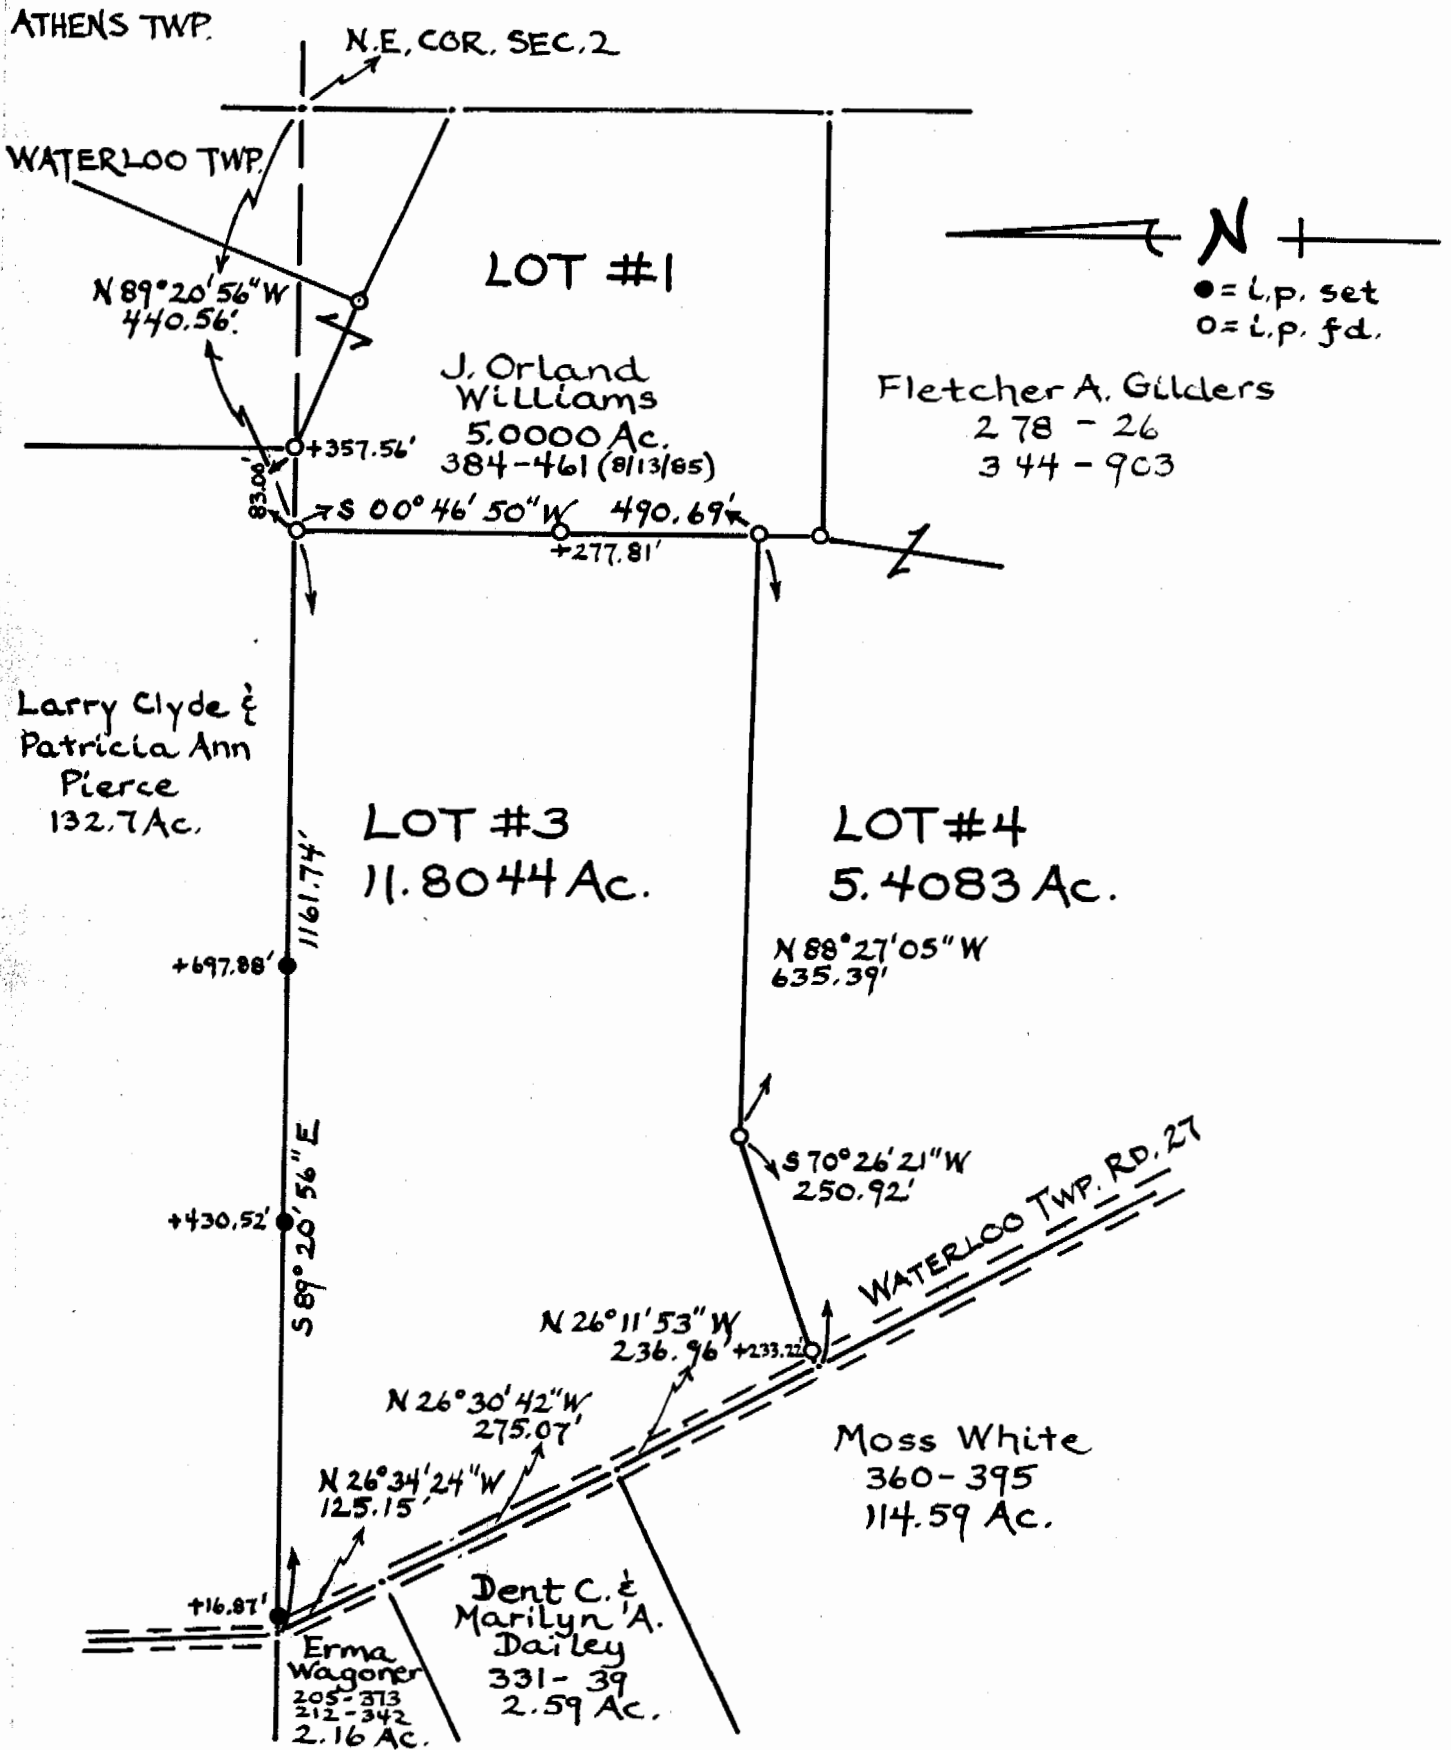 ATHENS TWP.
N.E. COR. SEC. 2
WATERLOO TWP.
N 89°20'56"W
440.56'
LOT #1
N
●= i.p. set
○= i.p. fd.
J. Orland
Williams
5.0000 Ac.
384-461 (8/13/85)
Fletcher A. Gilders
278 - 26
344 - 903
+357.56'
83.00'
S 00° 46' 50"W 490.69'
+277.81'
Larry Clyde &
Patricia Ann
Pierce
132.7 Ac.
LOT #3
11.8044 Ac.
LOT #4
5.4083 Ac.
1161.74'
N 88°27'05"W
635.39'
+697.88'
S 89° 20' 56" E
+430.52'
S 70°26'21"W
250.92'
WATERLOO TWP. RD. 27
N 26°11'53"W
236.96' +233.22'
N 26°30'42"W
275.07'
N 26°34'24"W
125.15'
Moss White
360-395
114.59 Ac.
+16.87'
Dent C. &
Marilyn A.
Dailey
331-39
2.59 Ac.
Erma
Wagoner
205-373
212-342
2.16 Ac.